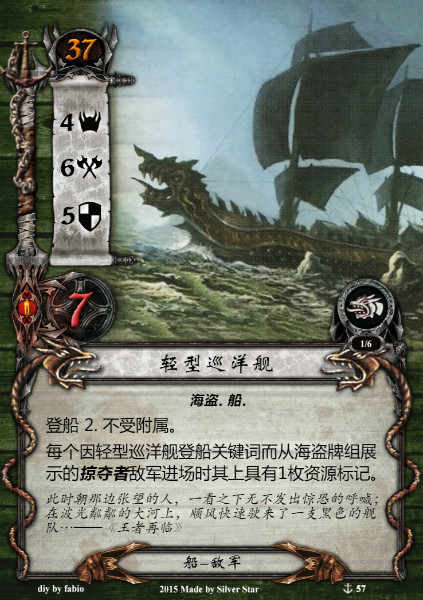 37
4
6
5
7
1/6
轻型巡洋舰
海盗. 船.
登船 2. 不受附属。
每个因轻型巡洋舰登船关键词而从海盗牌组展
示的掠夺者敌军进场时其上具有1枚资源标记。
此时朝那边张望的人，一看之下无不发出惊惑的呼喊；
在波光粼粼的大河上，顺风快速驶来了一支黑色的舰
队…——《王者再临》
船–敌军
diy by fabio 2015 Made by Silver Star 57